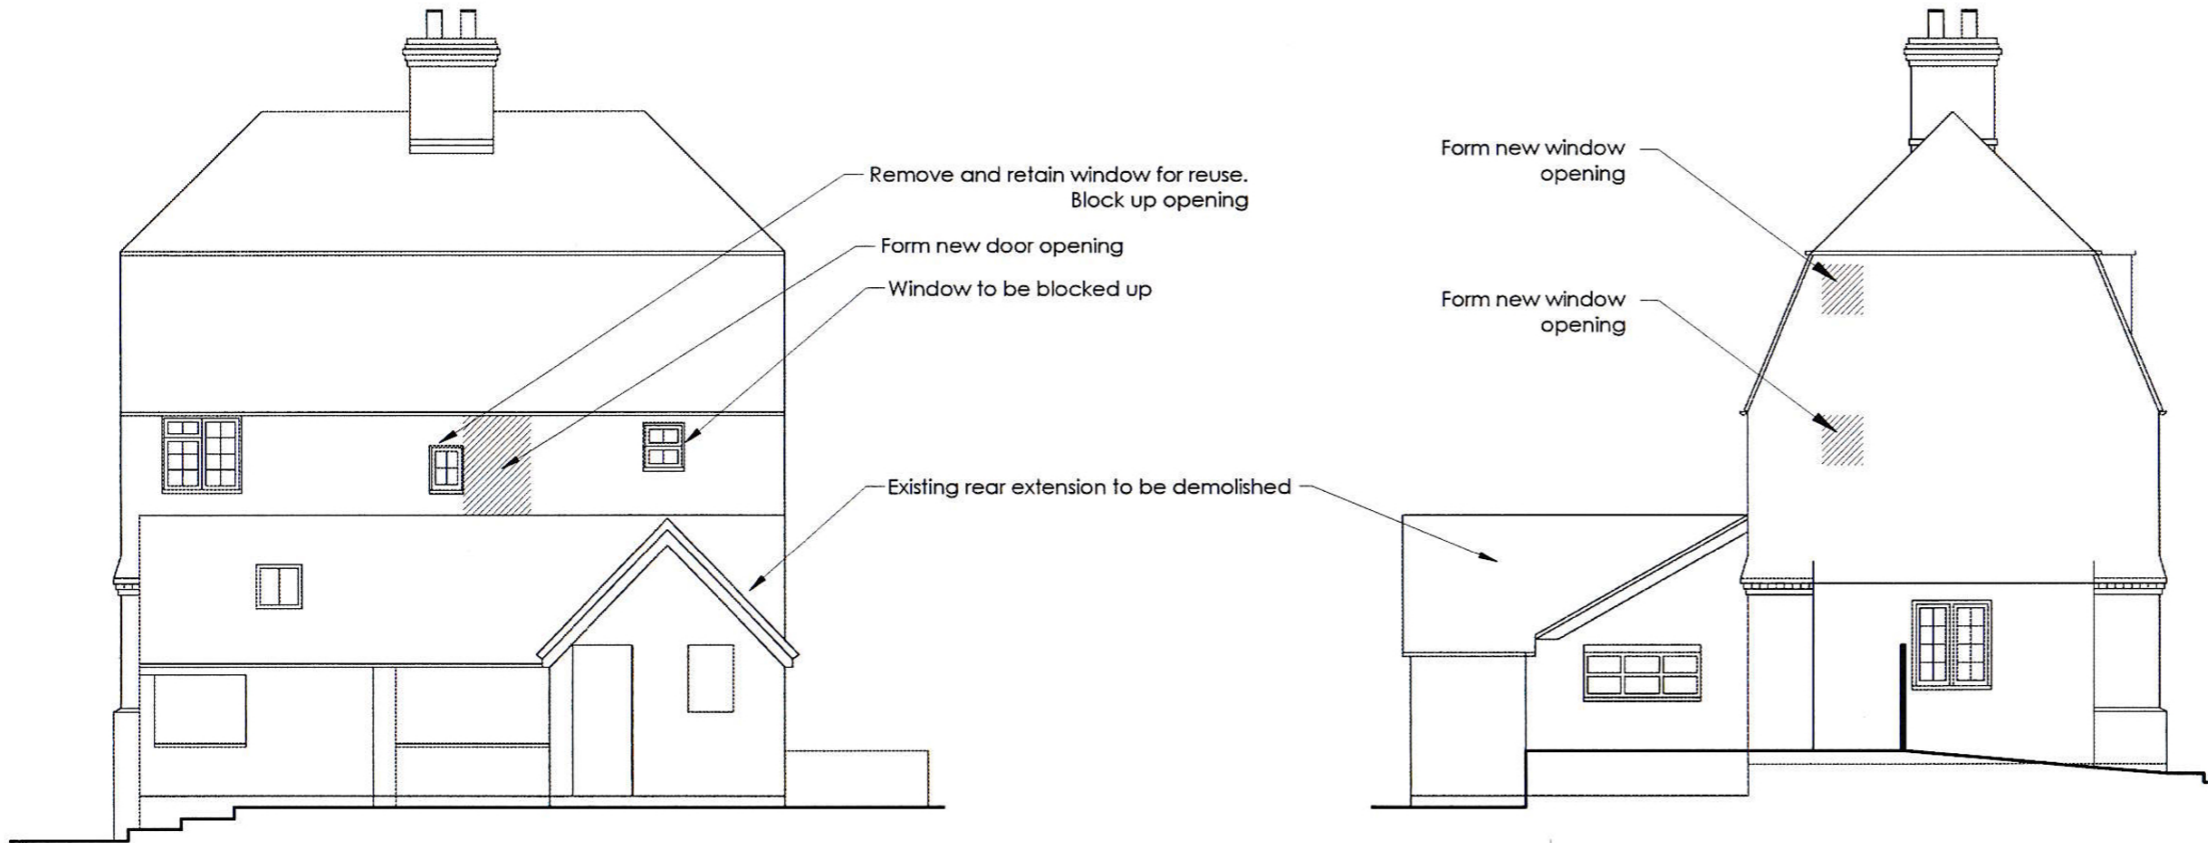 Remove and retain window for reuse.
Block up opening
Form new door opening
Window to be blocked up
Existing rear extension to be demolished
Form new window
opening
Form new window
opening